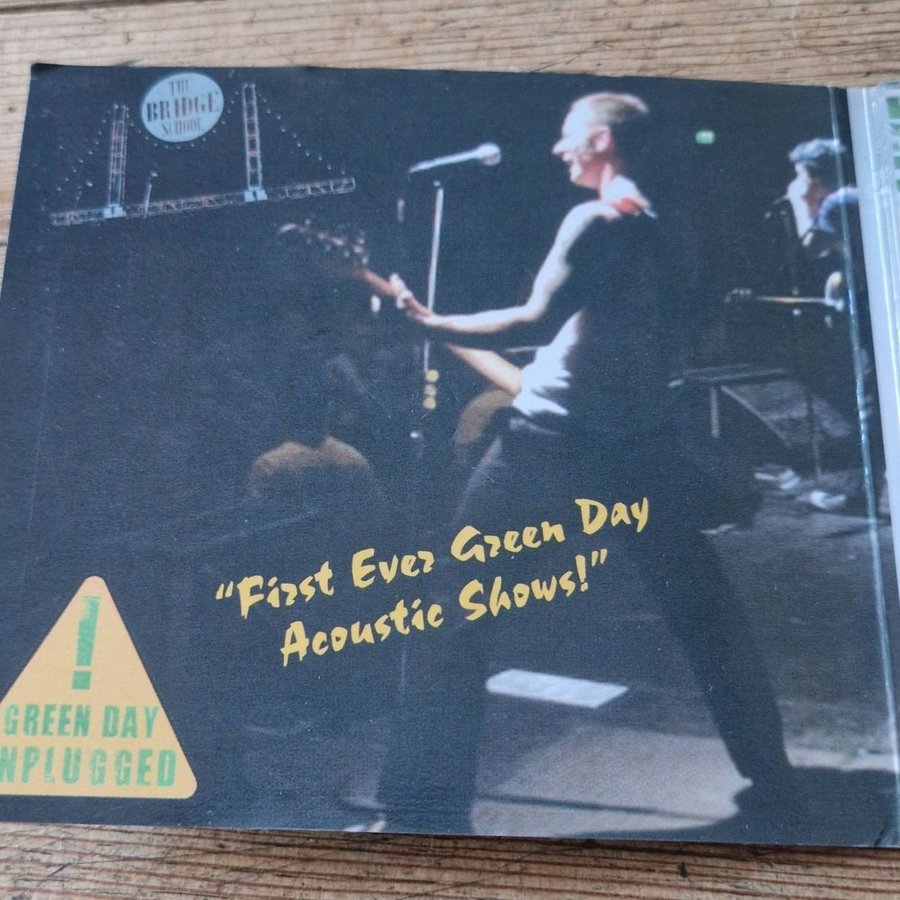 THE
BRIDGE
SCHOOL
“First Ever Green Day
Acoustic Shows!”
!
GREEN DAY
NPLUGGED